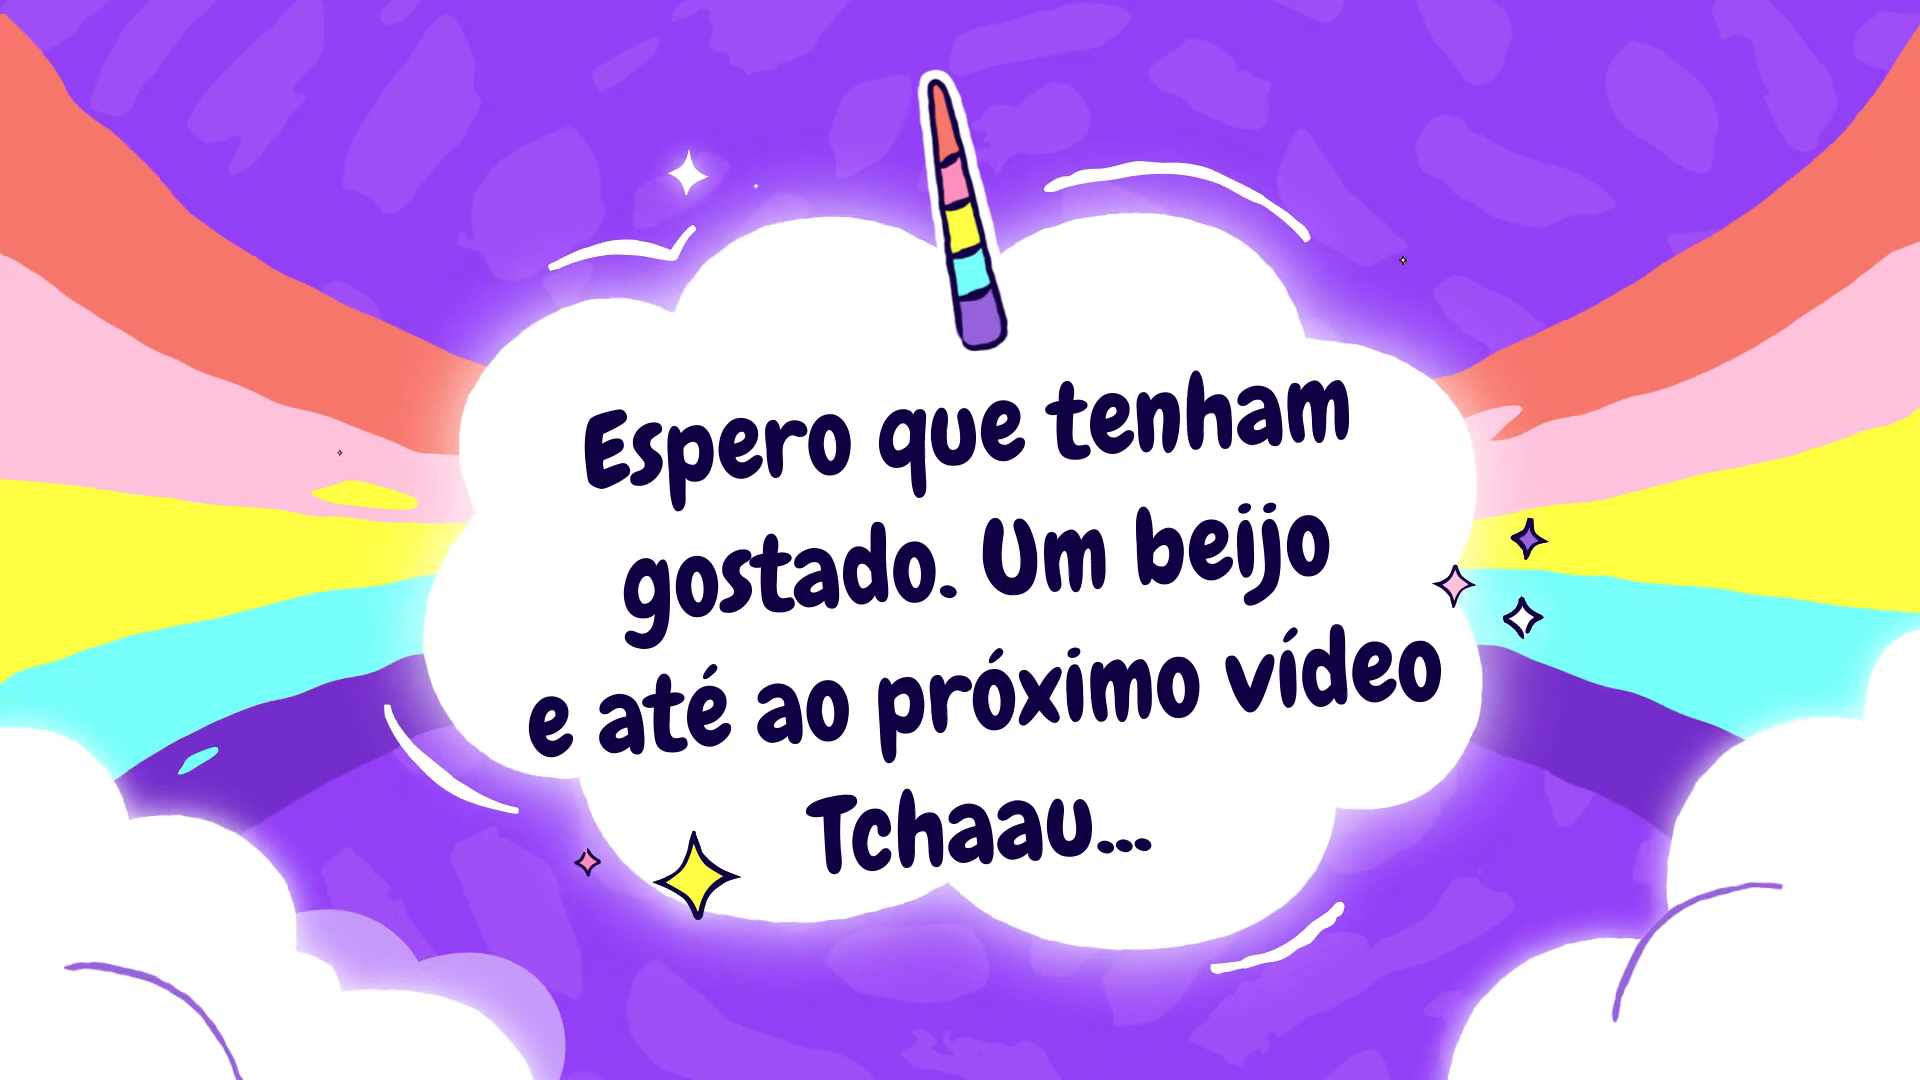 Espero que tenham
gostado. Um beijo
e até ao próximo vídeo
Tchaau...